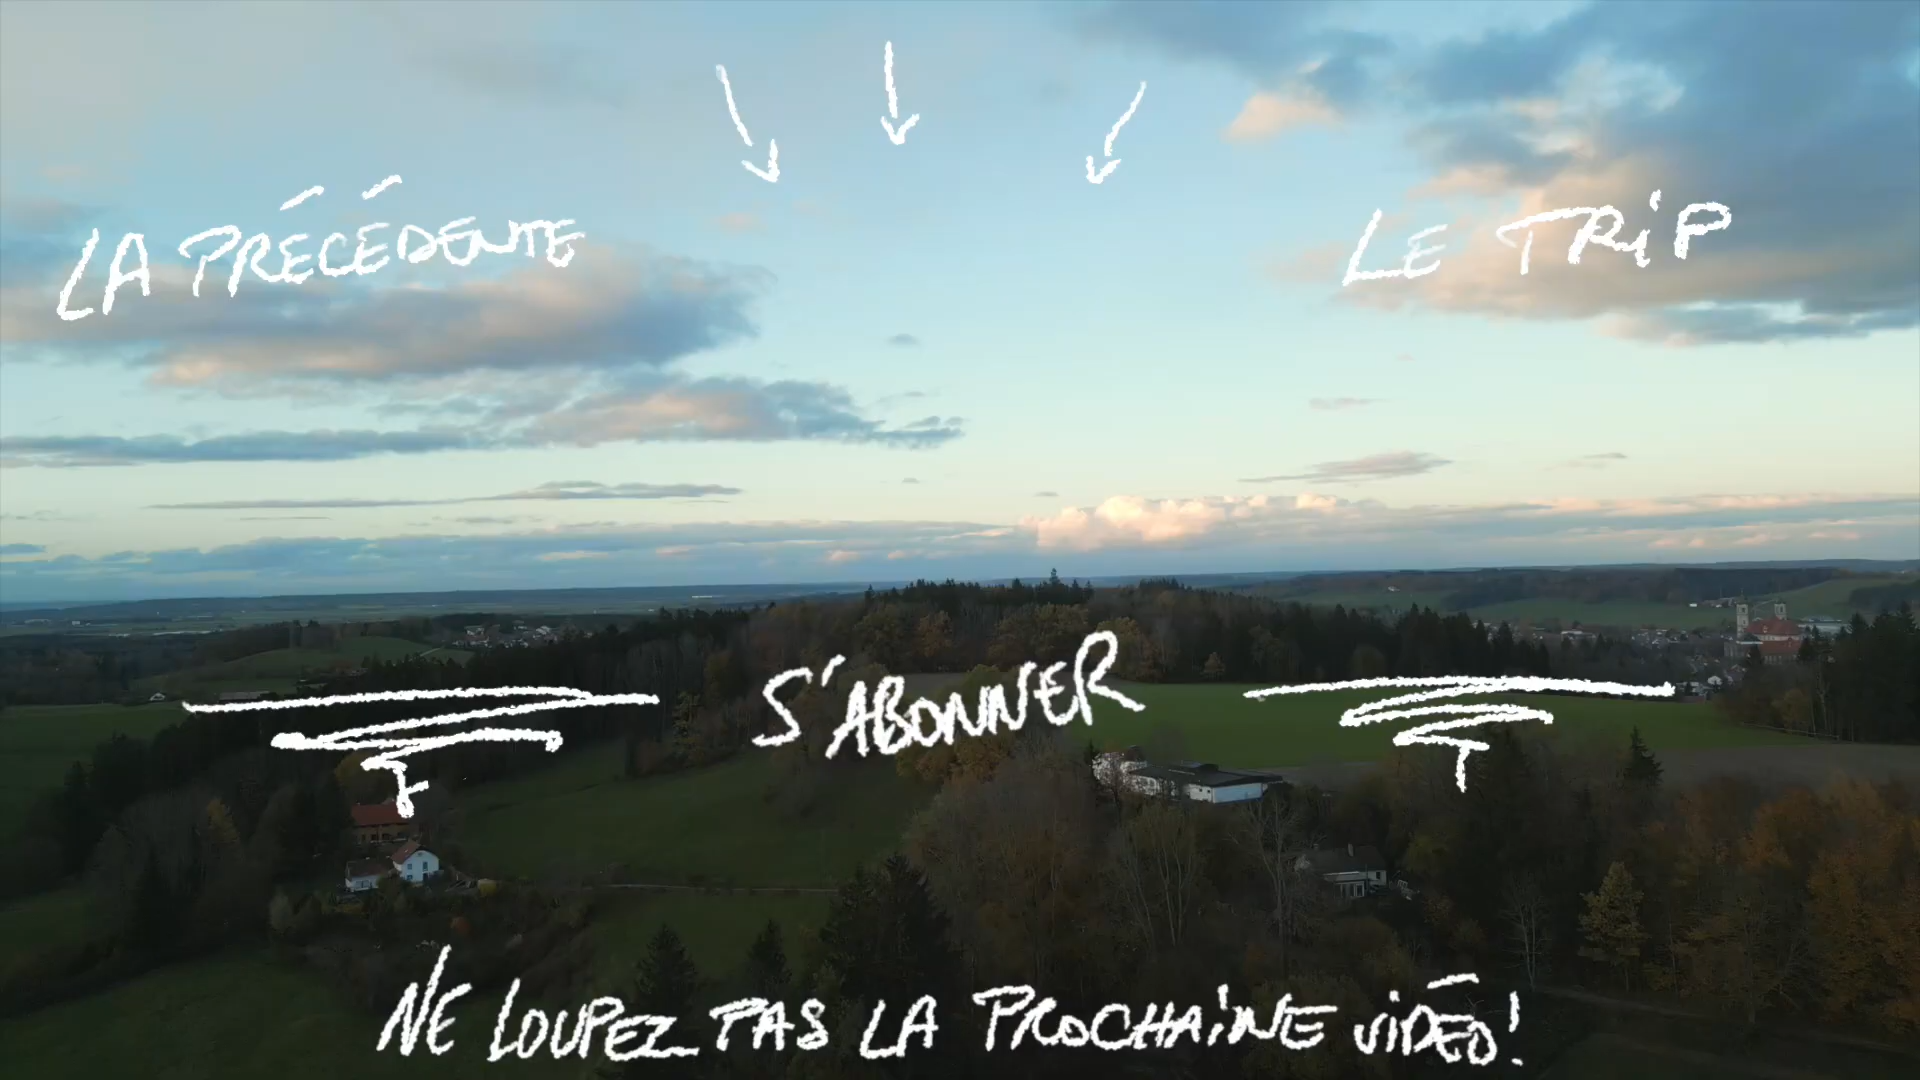 LA PRÉCÉDENTE
LE TRIP
S'ABONNER
NE LOUPEZ PAS LA PROCHAINE VIDÉO!